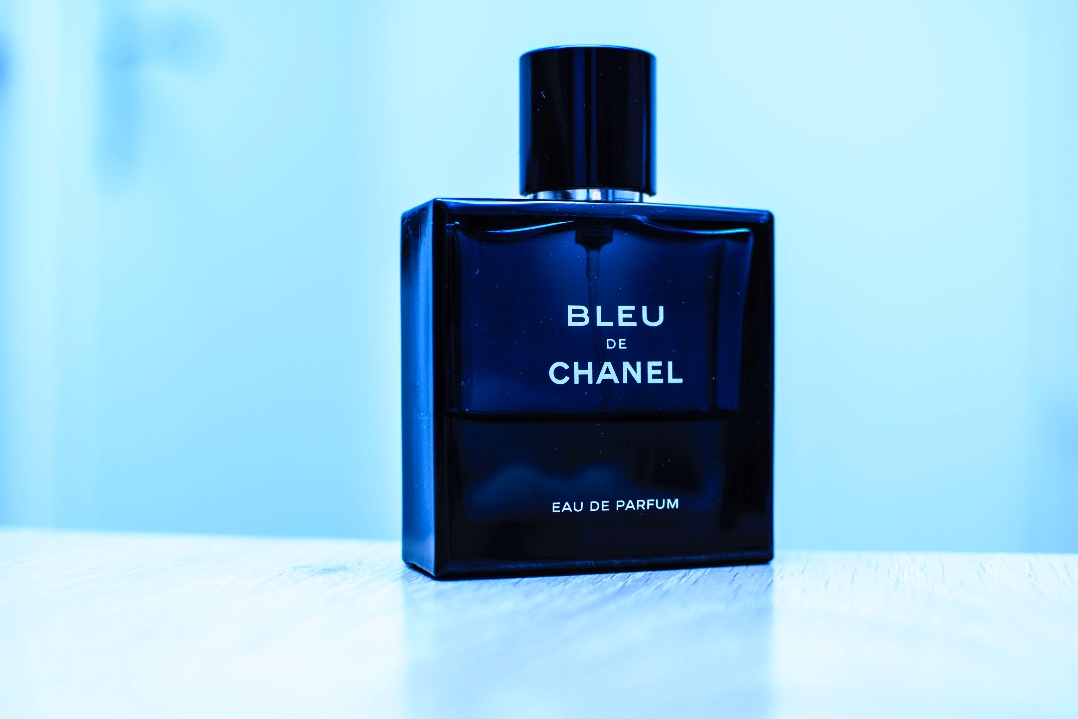 BLEU
DE
CHANEL
EAU DE PARFUM